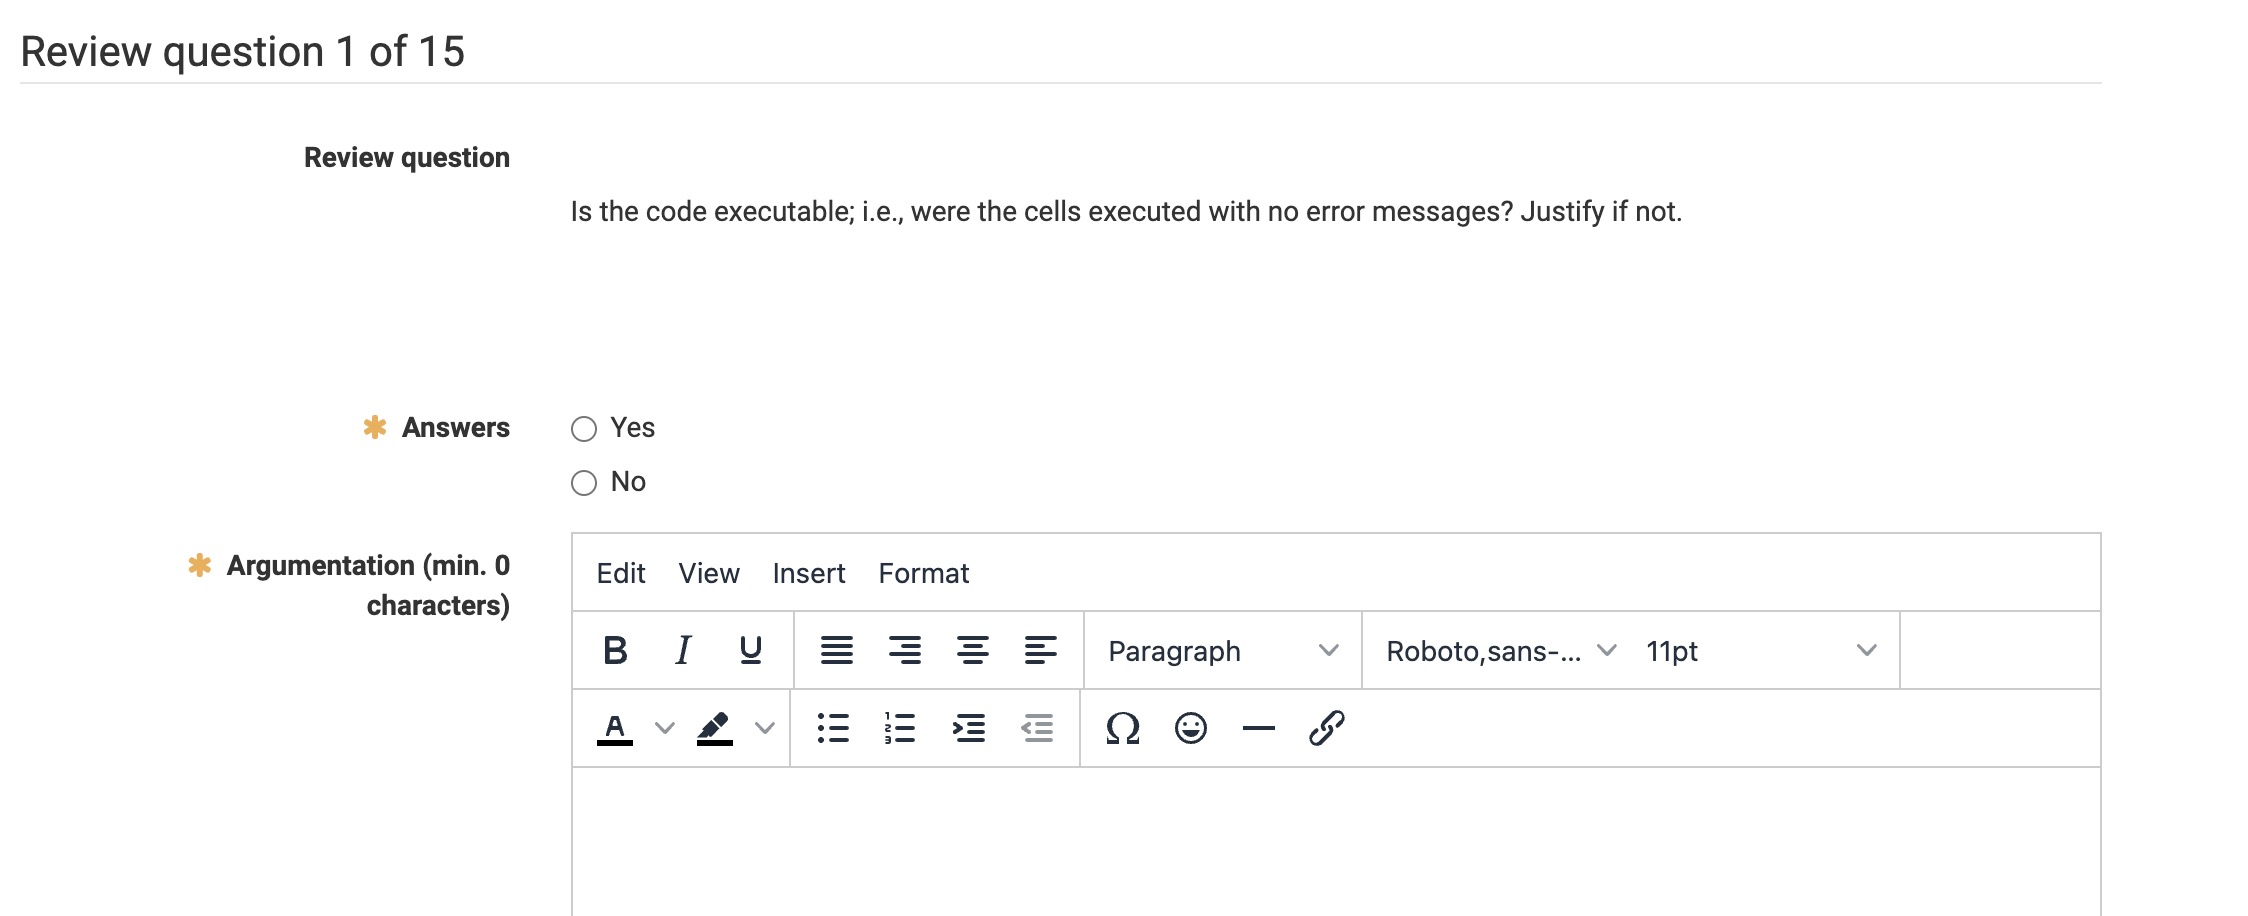 Review question 1 of 15
Review question
Is the code executable; i.e., were the cells executed with no error messages? Justify if not.
* Answers
Yes
No
* Argumentation (min. 0
characters)
Edit View Insert Format
B I U Paragraph Roboto,sans-... 11pt
A Ω